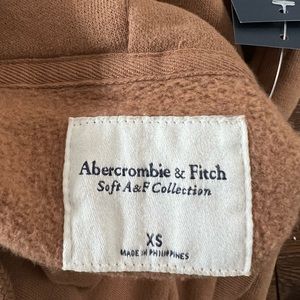 Abercrombie & Fitch
Soft A&F Collection
XS
MADE IN PHILIPPINES